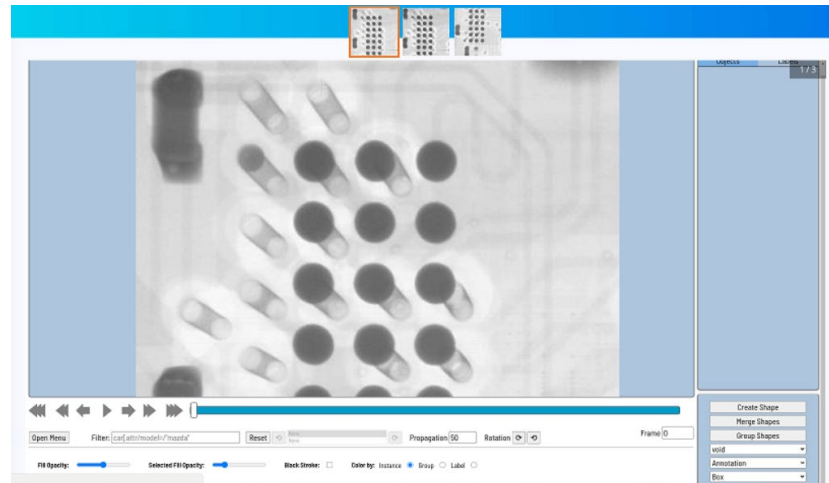 Objects Labels
1/3
Create Shape
Merge Shapes
Open Menu Filter: car[attr/model="mazda" Reset Propagation 50 Rotation Frame 0
Group Shapes
void
Fill Opacity: Selected Fill Opacity: Black Stroke: Color by: Instance Group Label
Annotation
Box